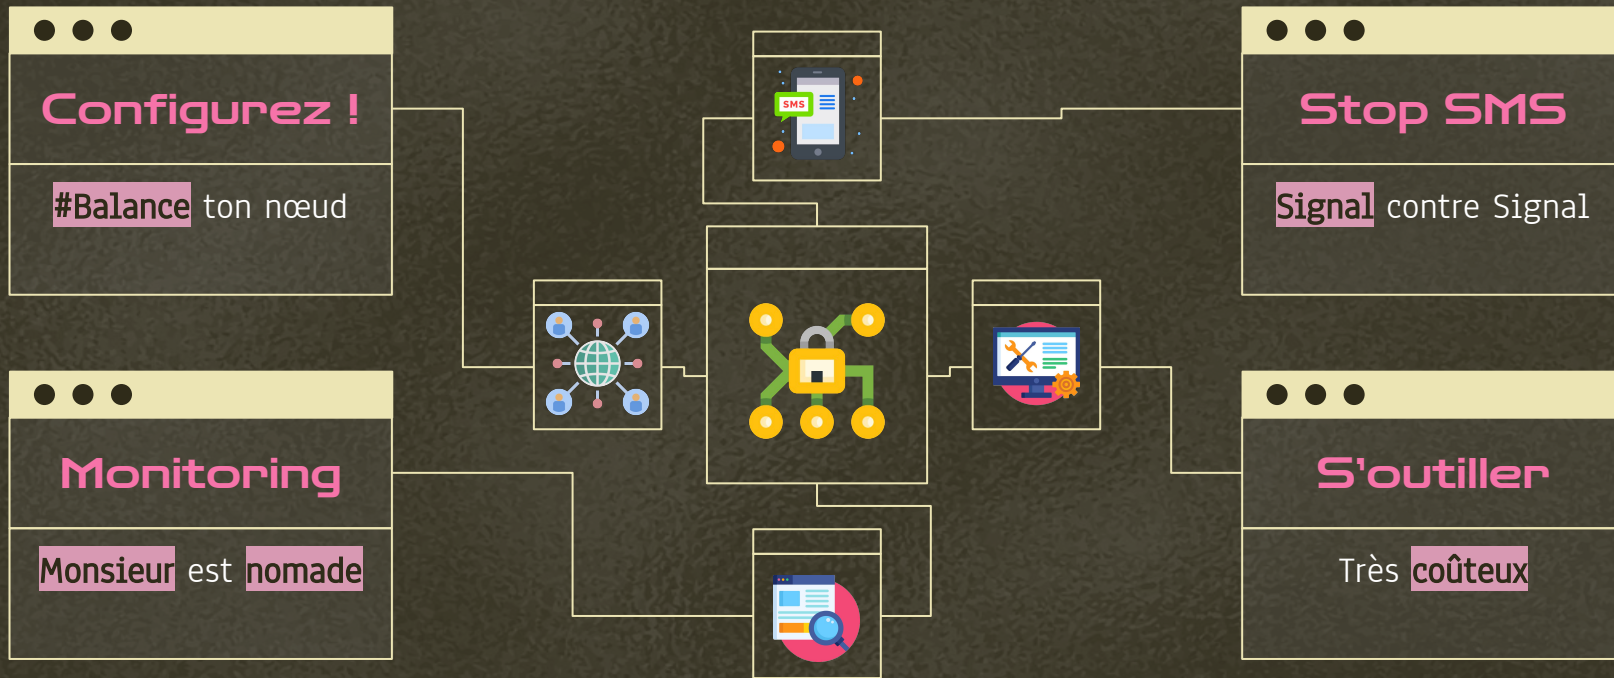 Configurez !
#Balance ton nœud
SMS
Stop SMS
Signal contre Signal
Monitoring
Monsieur est nomade
S'outiller
Très coûteux